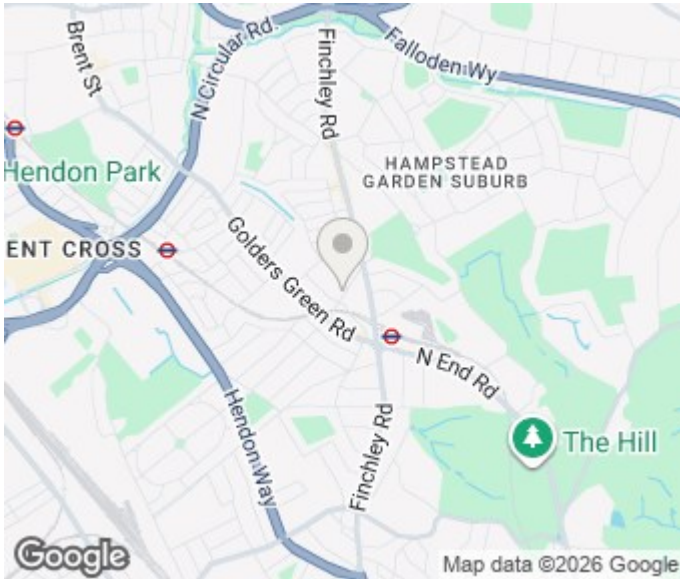 Brent St
N Circular Rd.
Finchley Rd
Falloden Wy
Hendon Park
HAMPSTEAD
GARDEN SUBURB
ENT CROSS
Golders Green Rd
N End Rd
Hendon Way
Finchley Rd
The Hill
Google
Map data ©2026 Google